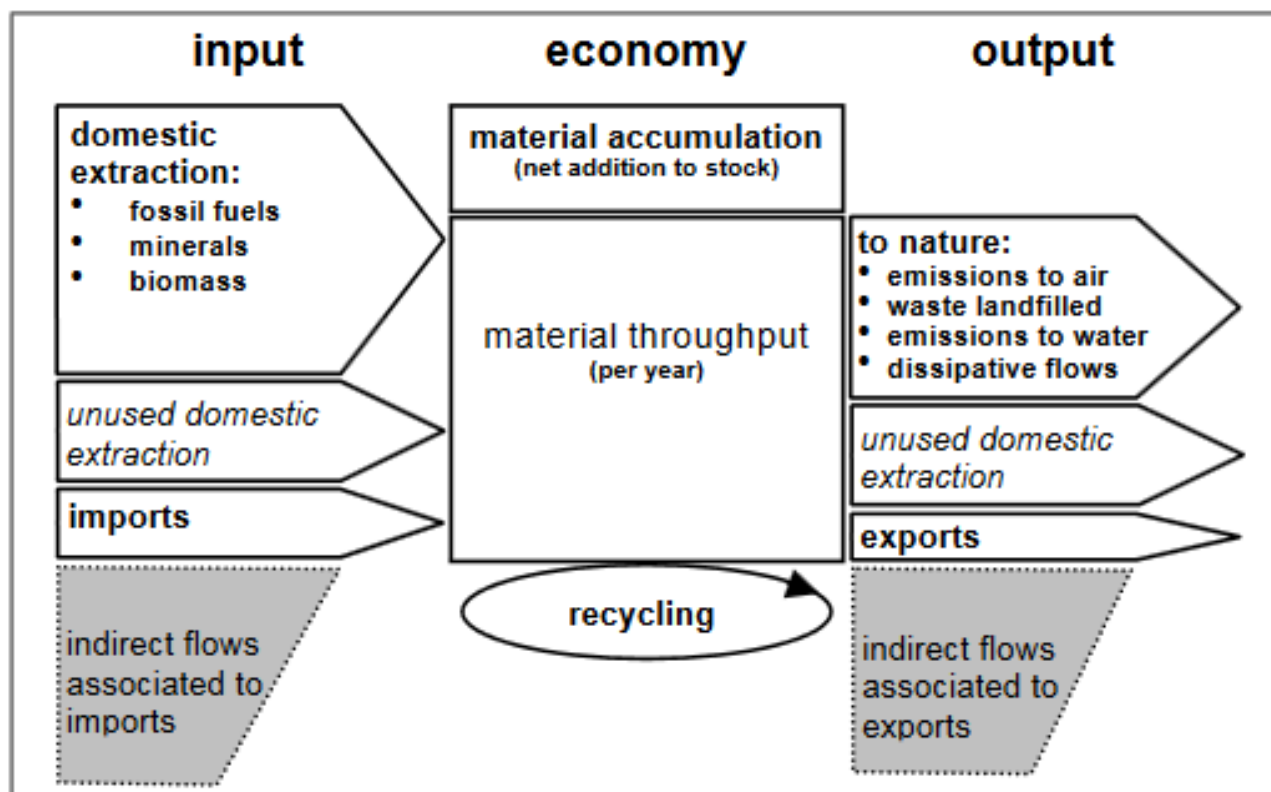 input
economy
output
domestic
extraction:
• fossil fuels
• minerals
• biomass
unused domestic
extraction
imports
indirect flows
associated to
imports
material accumulation
(net addition to stock)
material throughput
(per year)
recycling
to nature:
• emissions to air
• waste landfilled
• emissions to water
• dissipative flows
unused domestic
extraction
exports
indirect flows
associated to
exports